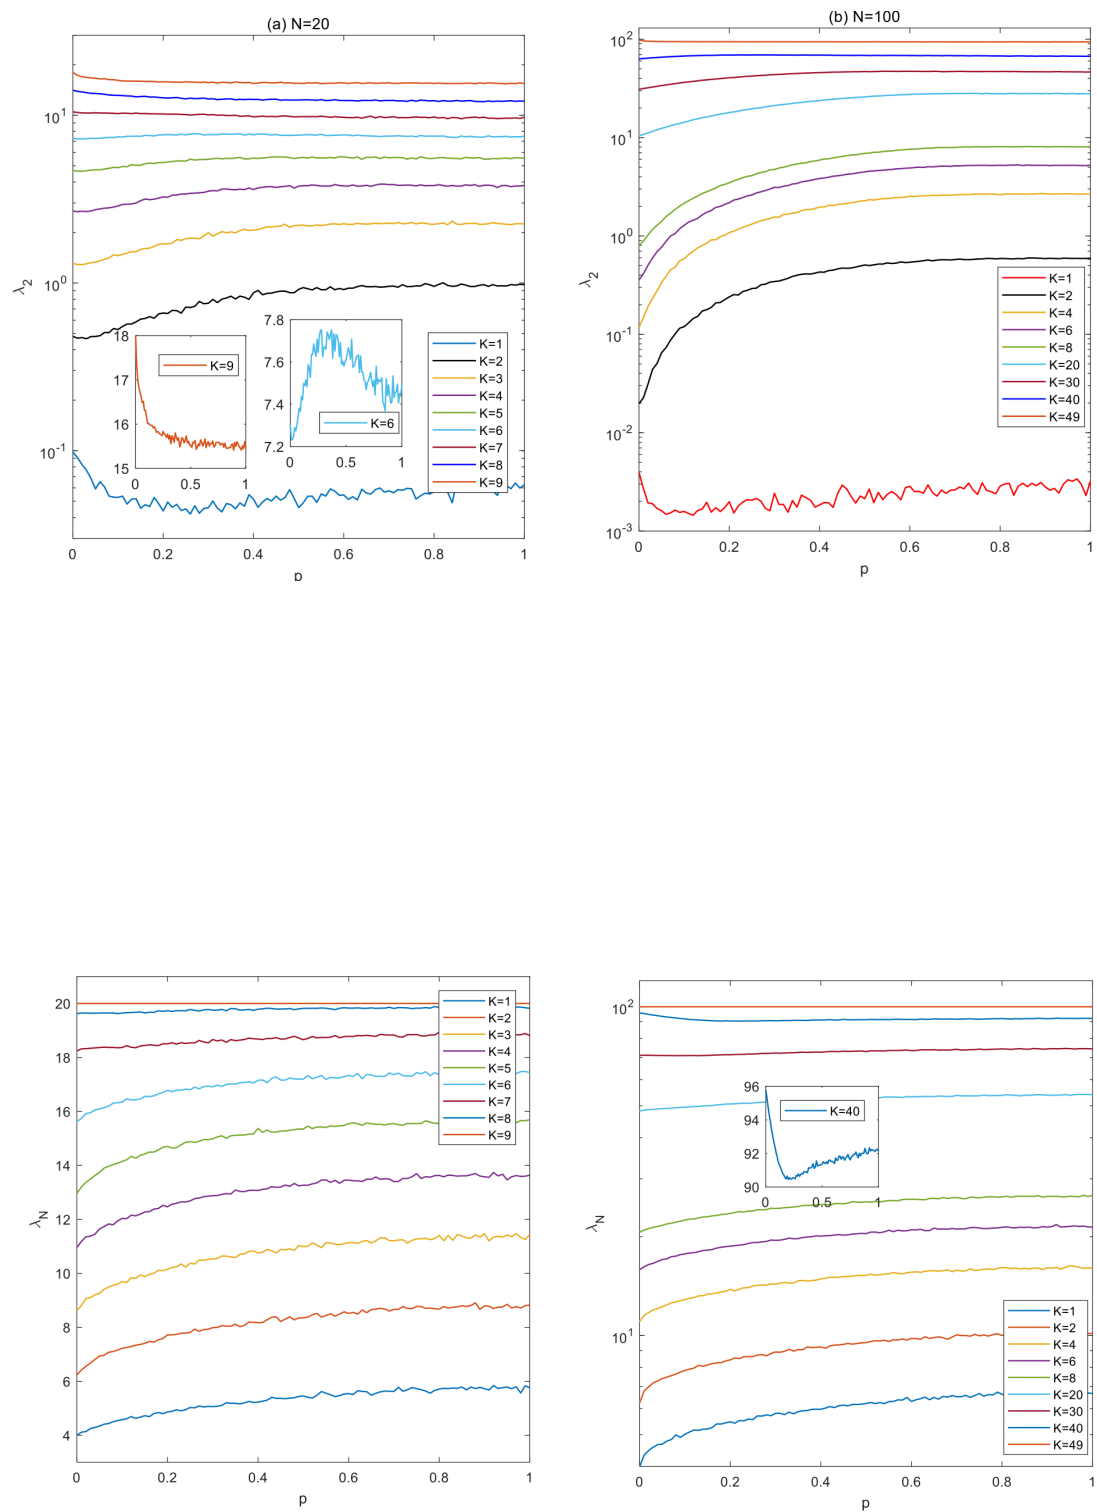 (a) N=20
10^1
10^0
10^-1
λ_2
0 0.2 0.4 0.6 0.8 1
p
18
17
16
15
0 0.5 1
K=9
7.8
7.6
7.4
7.2
0 0.5 1
K=6
K=1
K=2
K=3
K=4
K=5
K=6
K=7
K=8
K=9
(b) N=100
10^2
10^1
10^0
10^-1
10^-2
10^-3
λ_2
0 0.2 0.4 0.6 0.8 1
p
K=1
K=2
K=4
K=6
K=8
K=20
K=30
K=40
K=49
20
18
16
14
12
10
8
6
4
λ_N
0 0.2 0.4 0.6 0.8 1
p
K=1
K=2
K=3
K=4
K=5
K=6
K=7
K=8
K=9
10^2
10^1
λ_N
0 0.2 0.4 0.6 0.8 1
p
96
94
92
90
0 0.5 1
K=40
K=1
K=2
K=4
K=6
K=8
K=20
K=30
K=40
K=49